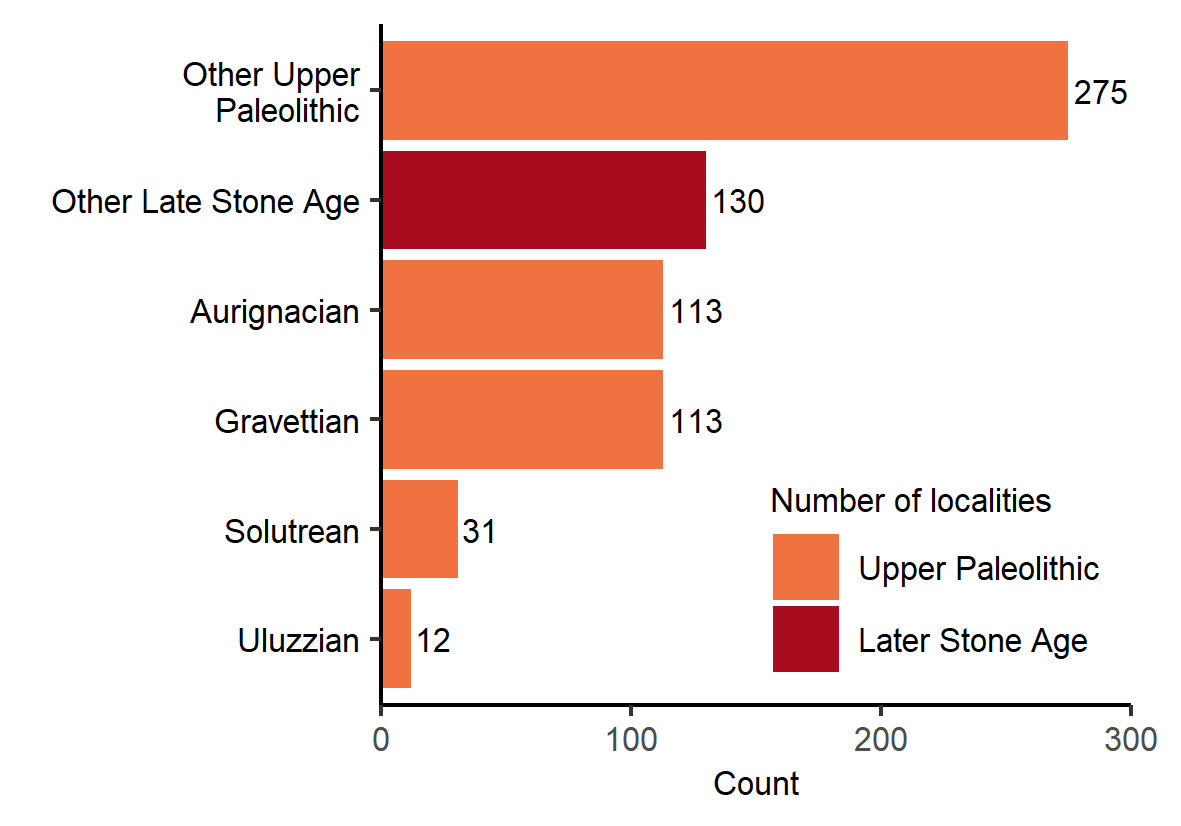 Other Upper
Paleolithic
275
Other Late Stone Age
130
Aurignacian
113
Gravettian
113
Solutrean
31
Uluzzian
12
Number of localities
Upper Paleolithic
Later Stone Age
0 100 200 300
Count